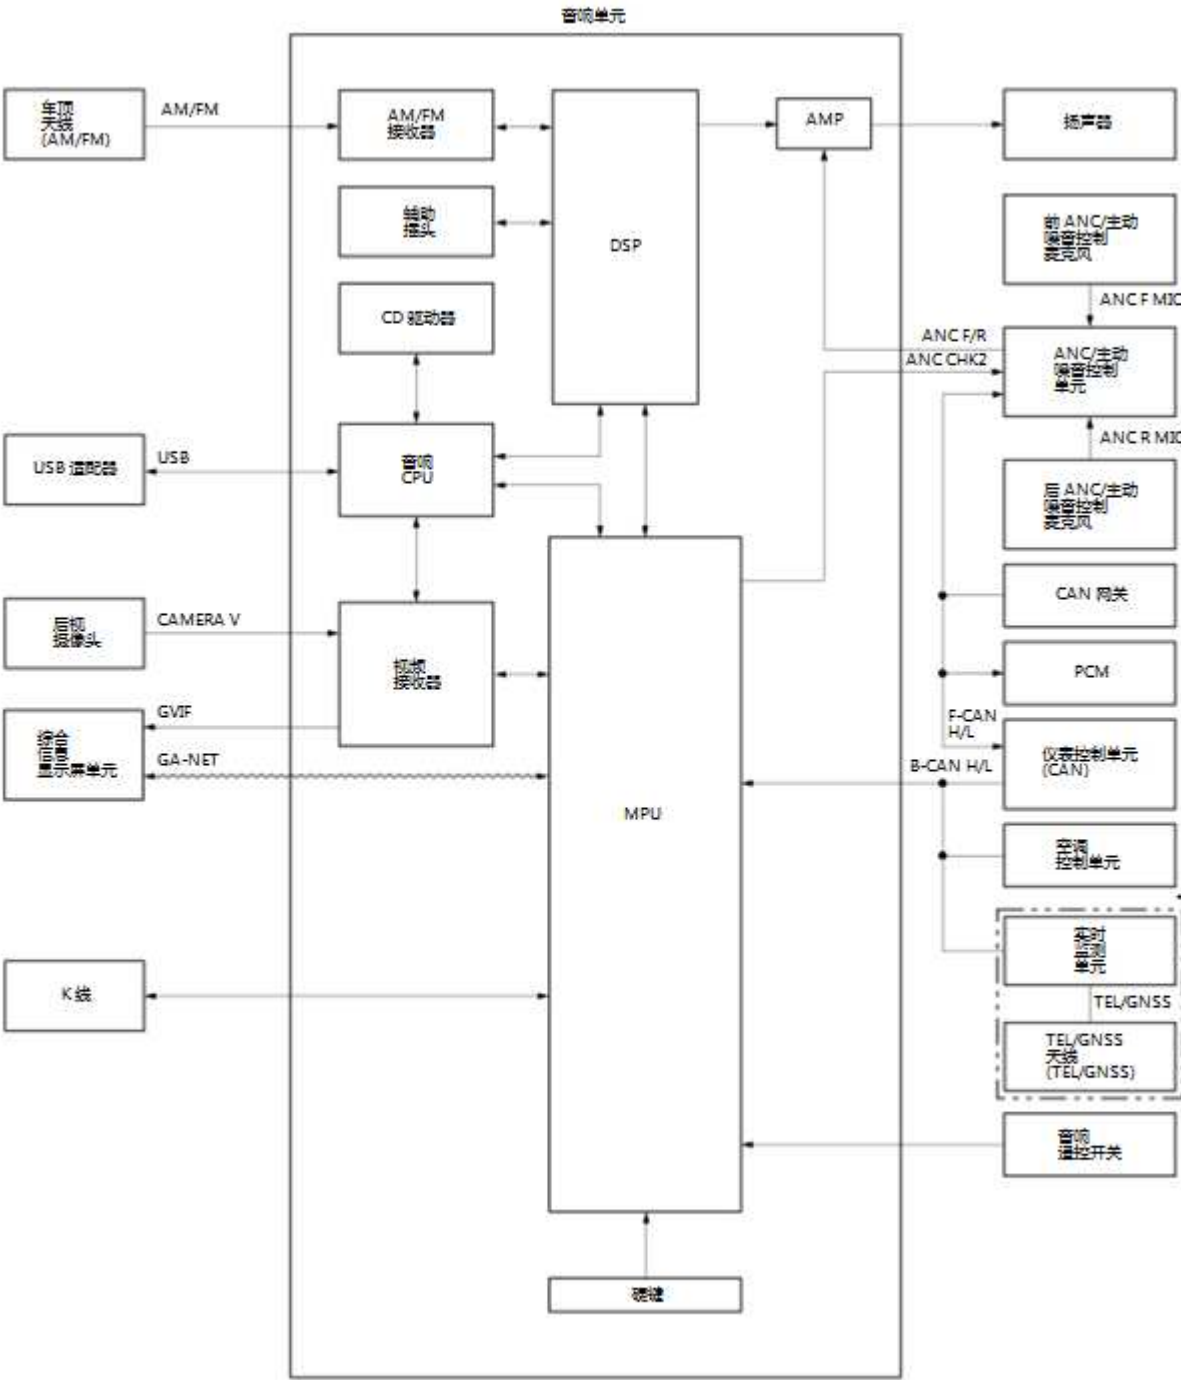 音响单元
车顶
天线
(AM/FM)
AM/FM
AM/FM
接收器
AMP
扬声器
辅助
插头
DSP
前 ANC/主动
噪音控制
麦克风
ANC F MIC
CD 驱动器
ANC F/R
ANC CHK2
ANC/主动
噪音控制
单元
ANC R MIC
USB 适配器
USB
音响
CPU
后 ANC/主动
噪音控制
麦克风
CAN 网关
后视
摄像头
CAMERA V
视频
接收器
PCM
综合
信息
显示屏单元
GVIF
GA-NET
F-CAN
H/L
B-CAN H/L
仪表控制单元
(CAN)
MPU
空调
控制单元
实时
监测
单元
K 线
TEL/GNSS
TEL/GNSS
天线
(TEL/GNSS)
音响
遥控开关
硬键